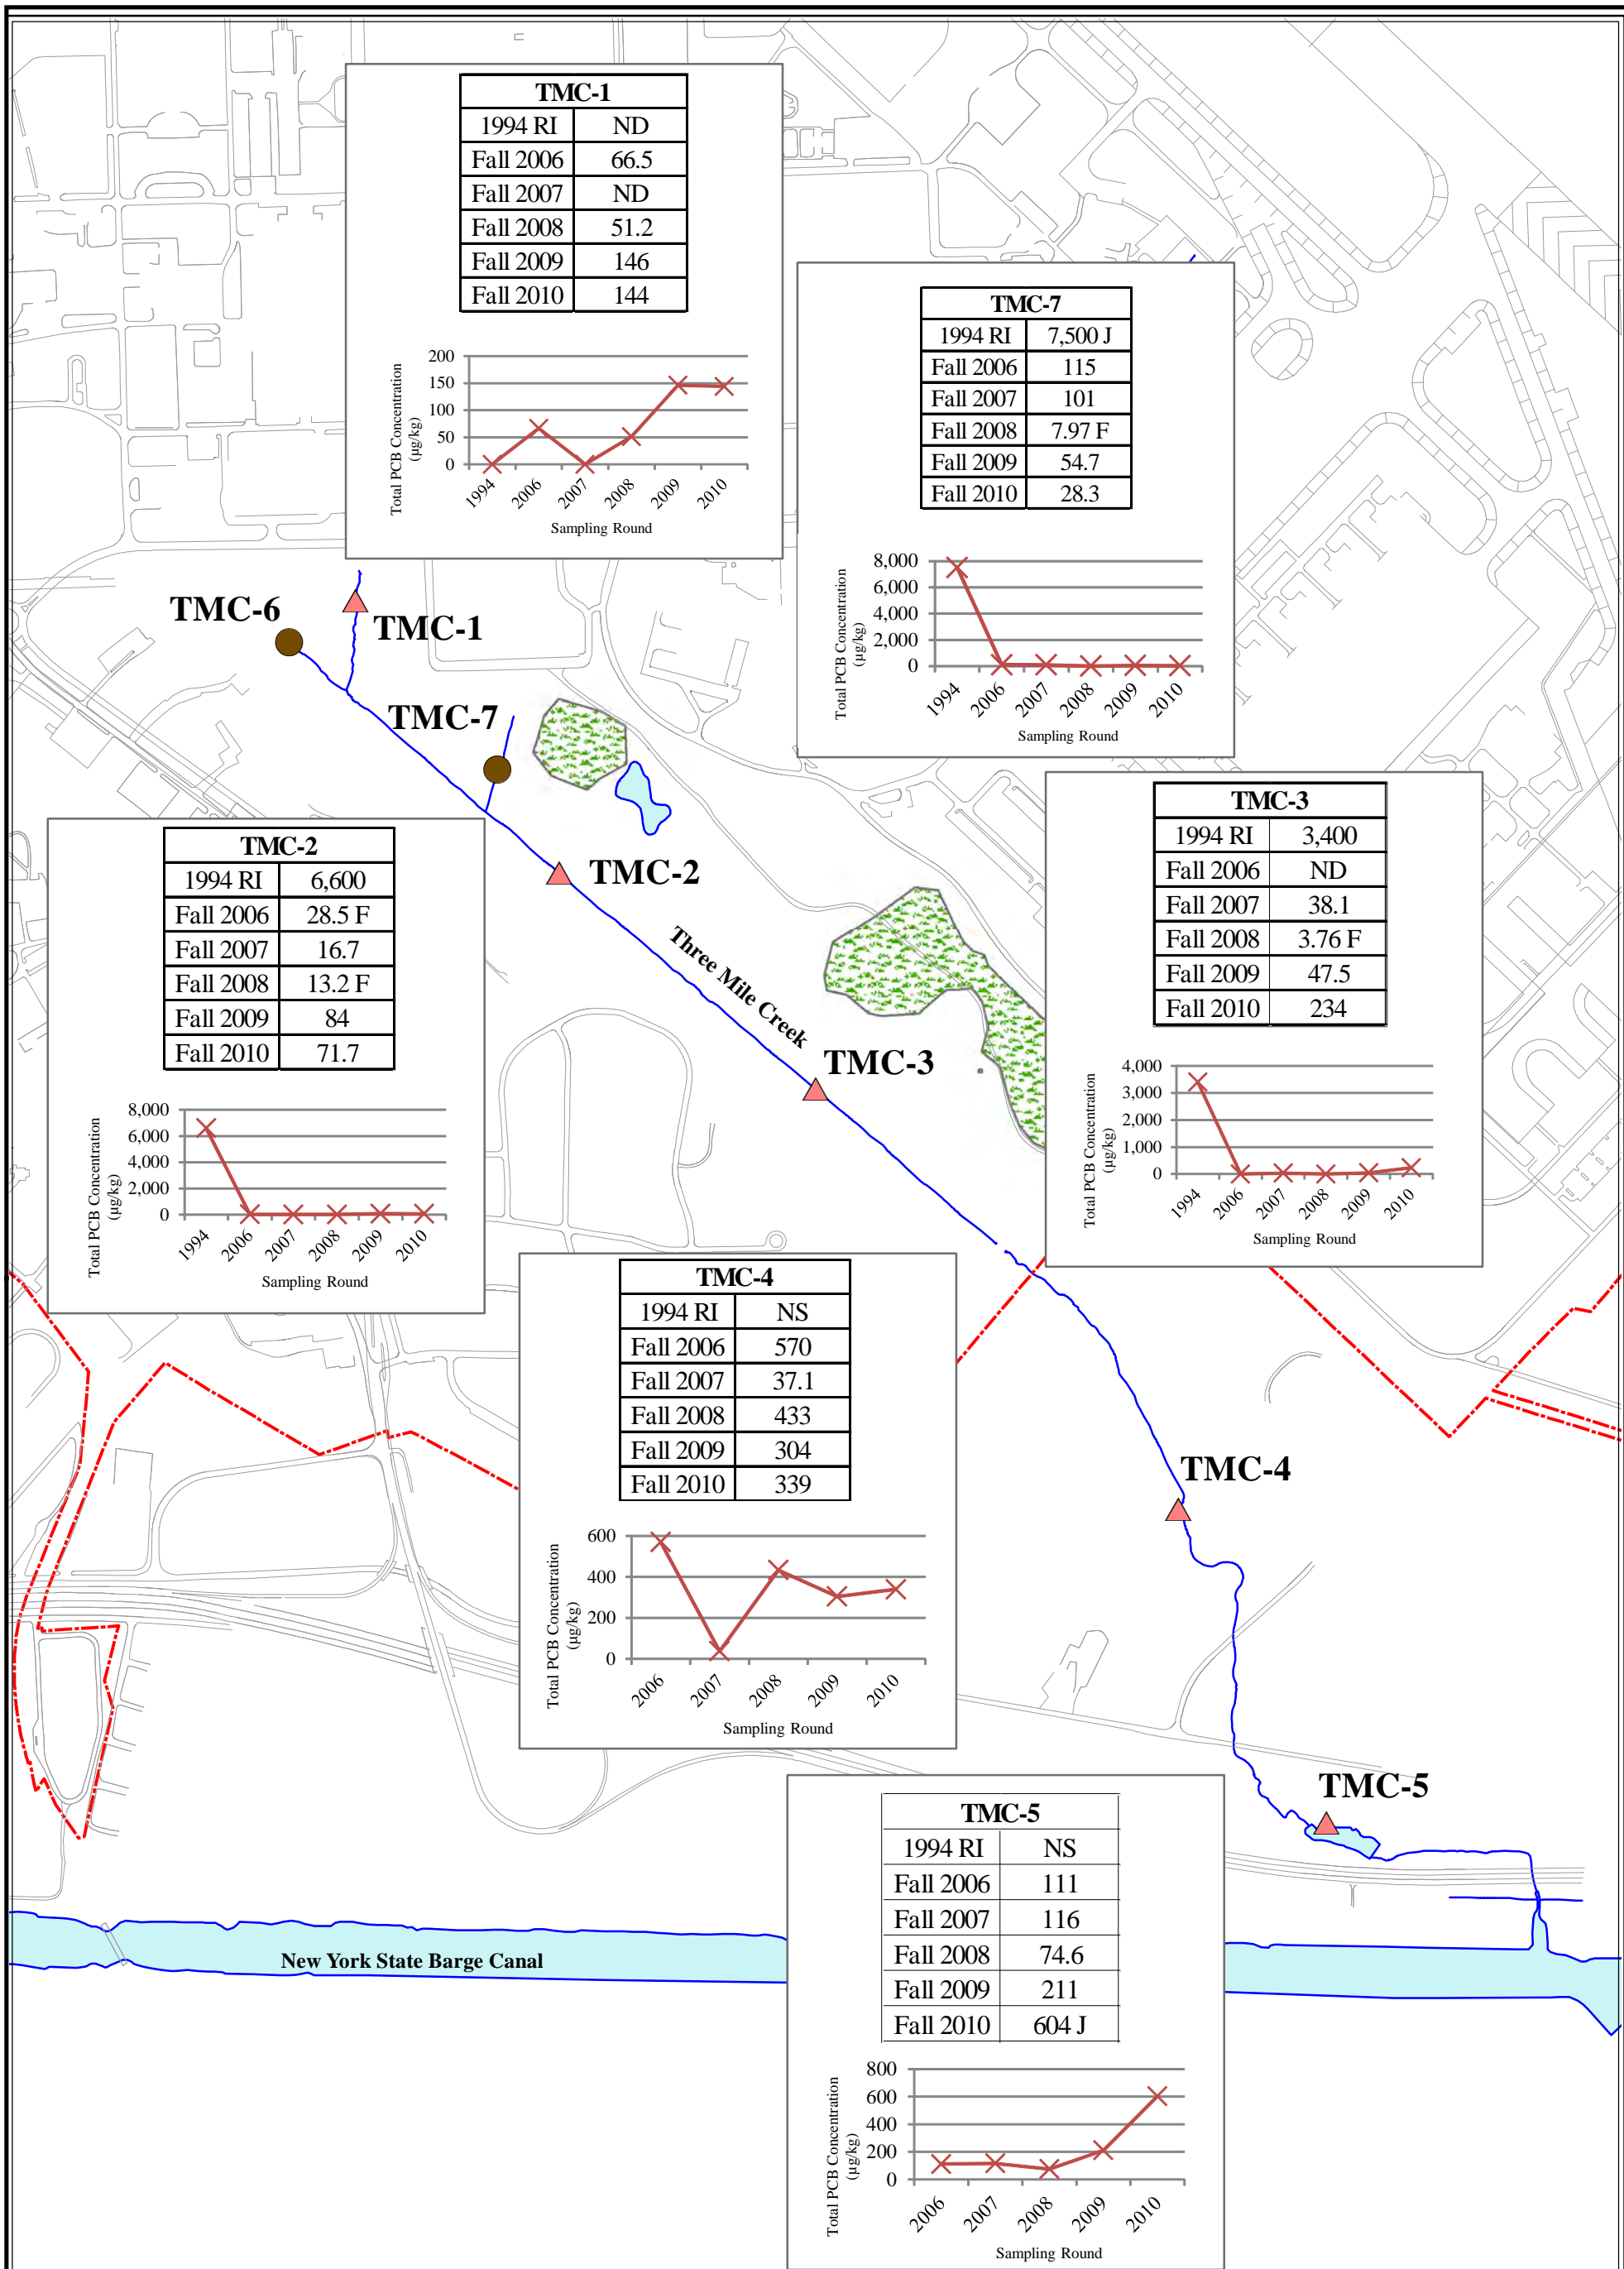 TMC-1
1994 RI ND
Fall 2006 66.5
Fall 2007 ND
Fall 2008 51.2
Fall 2009 146
Fall 2010 144
200
150
100
50
0
Total PCB Concentration
(µg/kg)
1994 2006 2007 2008 2009 2010
Sampling Round
TMC-7
1994 RI 7,500 J
Fall 2006 115
Fall 2007 101
Fall 2008 7.97 F
Fall 2009 54.7
Fall 2010 28.3
8,000
6,000
4,000
2,000
0
Total PCB Concentration
(µg/kg)
1994 2006 2007 2008 2009 2010
Sampling Round
TMC-6
TMC-1
TMC-7
TMC-2
Three Mile Creek
TMC-3
TMC-2
1994 RI 6,600
Fall 2006 28.5 F
Fall 2007 16.7
Fall 2008 13.2 F
Fall 2009 84
Fall 2010 71.7
8,000
6,000
4,000
2,000
0
Total PCB Concentration
(µg/kg)
1994 2006 2007 2008 2009 2010
Sampling Round
TMC-3
1994 RI 3,400
Fall 2006 ND
Fall 2007 38.1
Fall 2008 3.76 F
Fall 2009 47.5
Fall 2010 234
4,000
3,000
2,000
1,000
0
Total PCB Concentration
(µg/kg)
1994 2006 2007 2008 2009 2010
Sampling Round
TMC-4
1994 RI NS
Fall 2006 570
Fall 2007 37.1
Fall 2008 433
Fall 2009 304
Fall 2010 339
600
400
200
0
Total PCB Concentration
(µg/kg)
2006 2007 2008 2009 2010
Sampling Round
TMC-4
TMC-5
TMC-5
1994 RI NS
Fall 2006 111
Fall 2007 116
Fall 2008 74.6
Fall 2009 211
Fall 2010 604 J
800
600
400
200
0
Total PCB Concentration
(µg/kg)
2006 2007 2008 2009 2010
Sampling Round
New York State Barge Canal